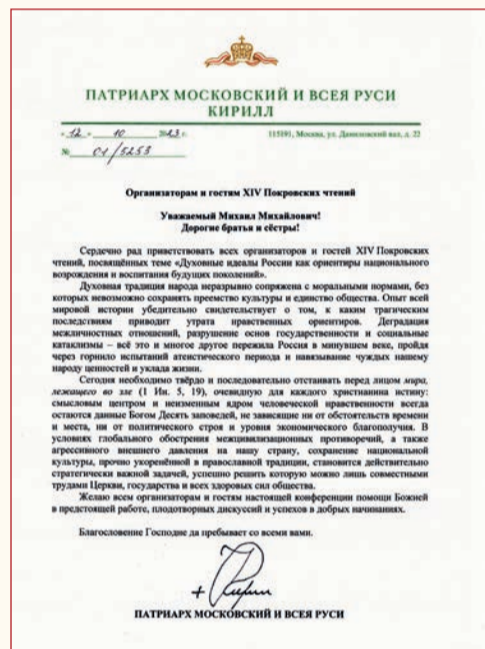 ПАТРИАРХ МОСКОВСКИЙ И ВСЕЯ РУСИ
КИРИЛЛ
« 12 » 10 2023 г.
115191, Москва, ул. Даниловский вал, д. 22
№ 01/5253
Организаторам и гостям XIV Покровских чтений
Уважаемый Михаил Михайлович!
Дорогие братья и сёстры!
Сердечно рад приветствовать всех организаторов и гостей XIV Покровских
чтений, посвящённых теме «Духовные идеалы России как ориентиры национального
возрождения и воспитания будущих поколений».
Духовная традиция народа неразрывно сопряжена с моральными нормами, без
которых невозможно сохранять преемство культуры и единство общества. Опыт всей
мировой истории убедительно свидетельствует о том, к каким трагическим
последствиям приводит утрата нравственных ориентиров. Деградация
межличностных отношений, разрушение основ государственности и социальные
катаклизмы – всё это и многое другое пережила Россия в минувшем веке, пройдя
через горнило испытаний атеистического периода и навязывание чуждых нашему
народу ценностей и уклада жизни.
Сегодня необходимо твёрдо и последовательно отстаивать перед лицом мира,
лежащего во зле (1 Ин. 5, 19), очевидную для каждого христианина истину:
смысловым центром и неизменным ядром человеческой нравственности всегда
остаются данные Богом Десять заповедей, не зависящие ни от обстоятельств времени
и места, ни от политического строя и уровня экономического благополучия. В
условиях глобального обострения межцивилизационных противоречий, а также
агрессивного внешнего давления на нашу страну, сохранение национальной
культуры, прочно укоренённой в православной традиции, становится действительно
стратегически важной задачей, успешно решить которую можно лишь совместными
трудами Церкви, государства и всех здоровых сил общества.
Желаю всем организаторам и гостям настоящей конференции помощи Божией
в предстоящей работе, плодотворных дискуссий и успехов в добрых начинаниях.
Благословение Господне да пребывает со всеми вами.
ПАТРИАРХ МОСКОВСКИЙ И ВСЕЯ РУСИ